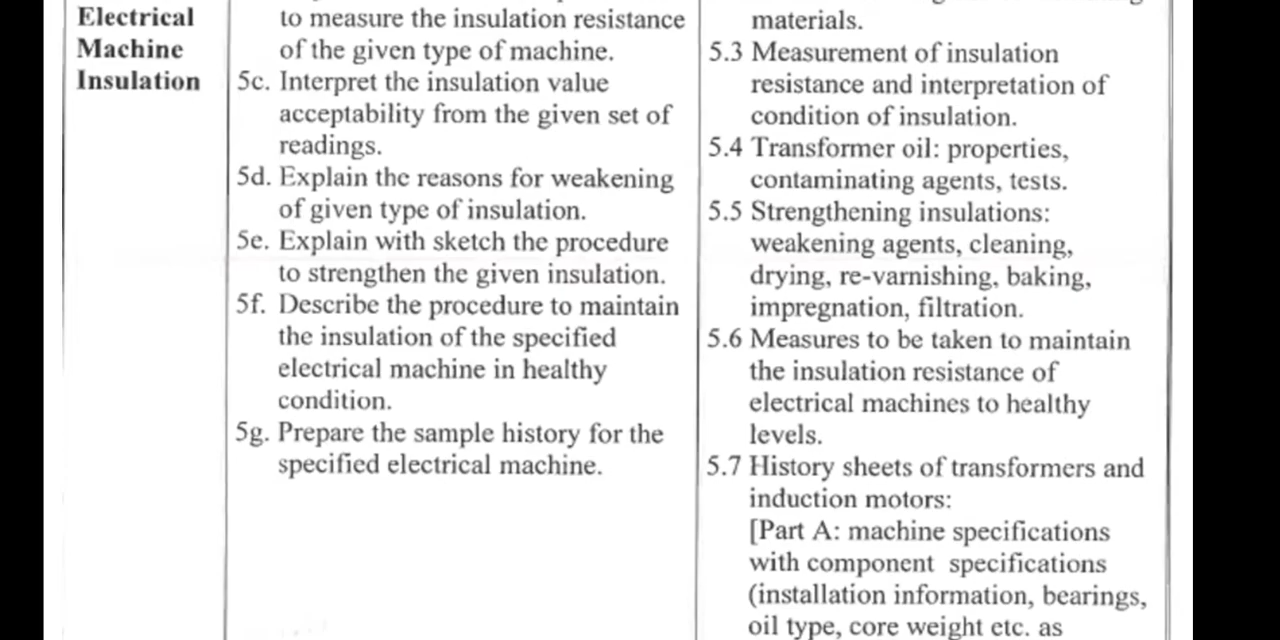 Electrical
Machine
Insulation
to measure the insulation resistance
of the given type of machine.
5c. Interpret the insulation value
acceptability from the given set of
readings.
5d. Explain the reasons for weakening
of given type of insulation.
5e. Explain with sketch the procedure
to strengthen the given insulation.
5f. Describe the procedure to maintain
the insulation of the specified
electrical machine in healthy
condition.
5g. Prepare the sample history for the
specified electrical machine.
materials.
5.3 Measurement of insulation
resistance and interpretation of
condition of insulation.
5.4 Transformer oil: properties,
contaminating agents, tests.
5.5 Strengthening insulations:
weakening agents, cleaning,
drying, re-varnishing, baking,
impregnation, filtration.
5.6 Measures to be taken to maintain
the insulation resistance of
electrical machines to healthy
levels.
5.7 History sheets of transformers and
induction motors:
[Part A: machine specifications
with component specifications
(installation information, bearings,
oil type, core weight etc. as